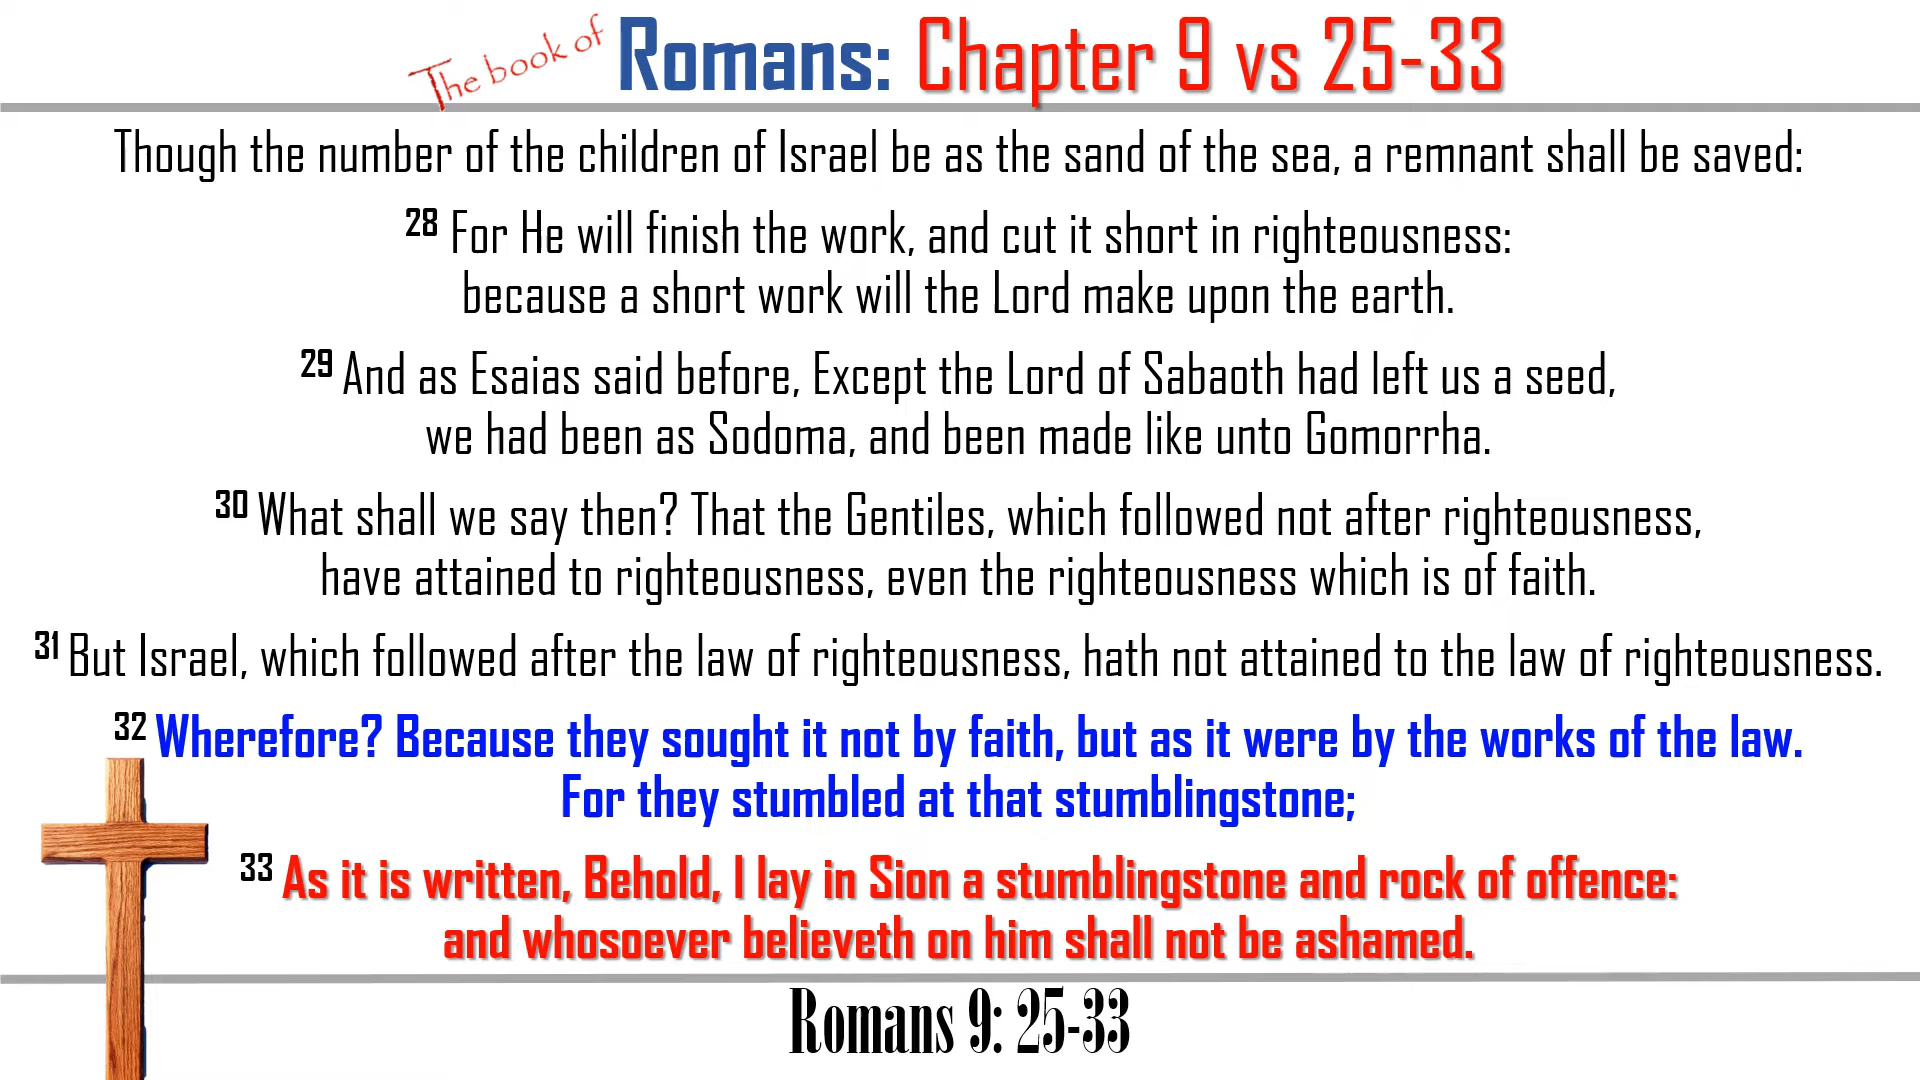 The book of Romans: Chapter 9 vs 25-33
Though the number of the children of Israel be as the sand of the sea, a remnant shall be saved:
28 For He will finish the work, and cut it short in righteousness:
because a short work will the Lord make upon the earth.
29 And as Esaias said before, Except the Lord of Sabaoth had left us a seed,
we had been as Sodoma, and been made like unto Gomorrha.
30 What shall we say then? That the Gentiles, which followed not after righteousness,
have attained to righteousness, even the righteousness which is of faith.
31 But Israel, which followed after the law of righteousness, hath not attained to the law of righteousness.
32 Wherefore? Because they sought it not by faith, but as it were by the works of the law.
For they stumbled at that stumblingstone;
33 As it is written, Behold, I lay in Sion a stumblingstone and rock of offence:
and whosoever believeth on him shall not be ashamed.
Romans 9: 25-33